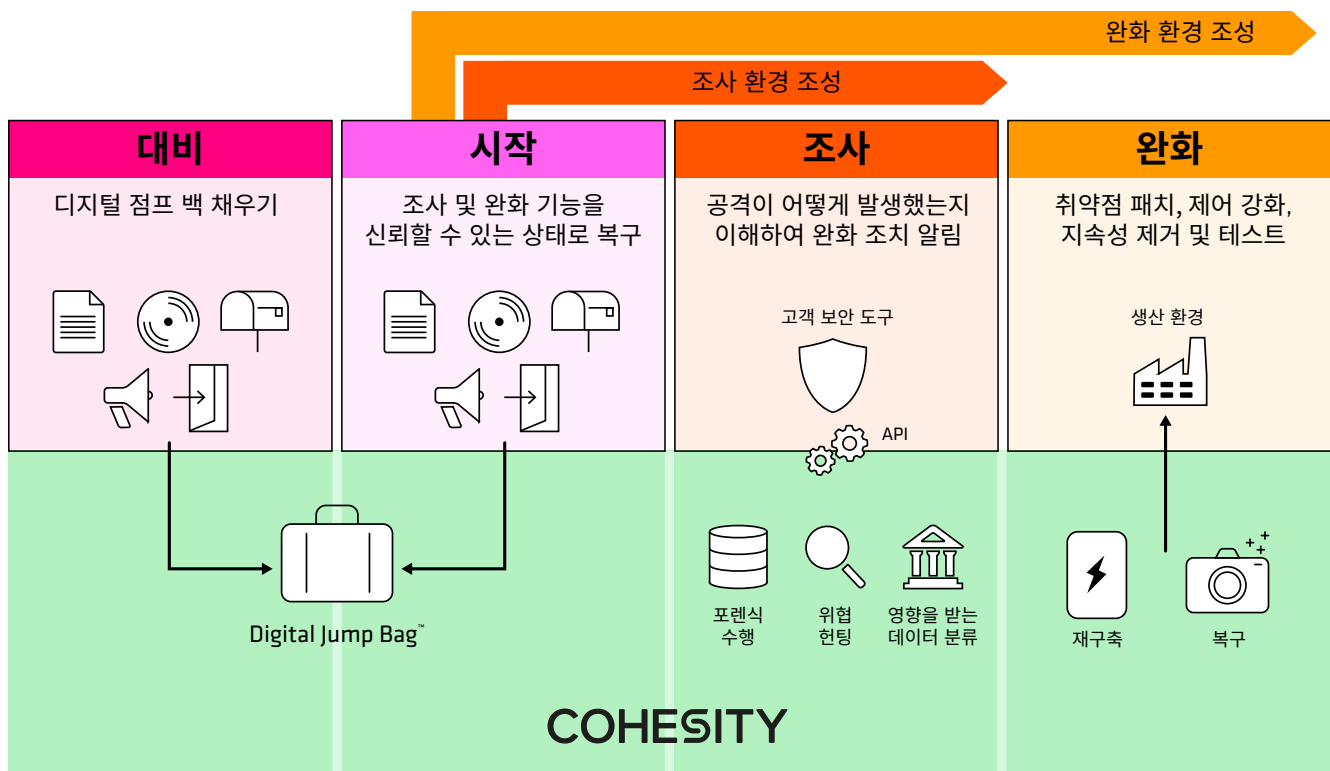 완화 환경 조성
조사 환경 조성
대비
디지털 점프 백 채우기
시작
조사 및 완화 기능을
신뢰할 수 있는 상태로 복구
조사
공격이 어떻게 발생했는지
이해하여 완화 조치 알림
완화
취약점 패치, 제어 강화,
지속성 제거 및 테스트
고객 보안 도구
API
생산 환경
Digital Jump Bag™
포렌식
수행
위협
헌팅
영향을 받는
데이터 분류
재구축
복구
COHESITY